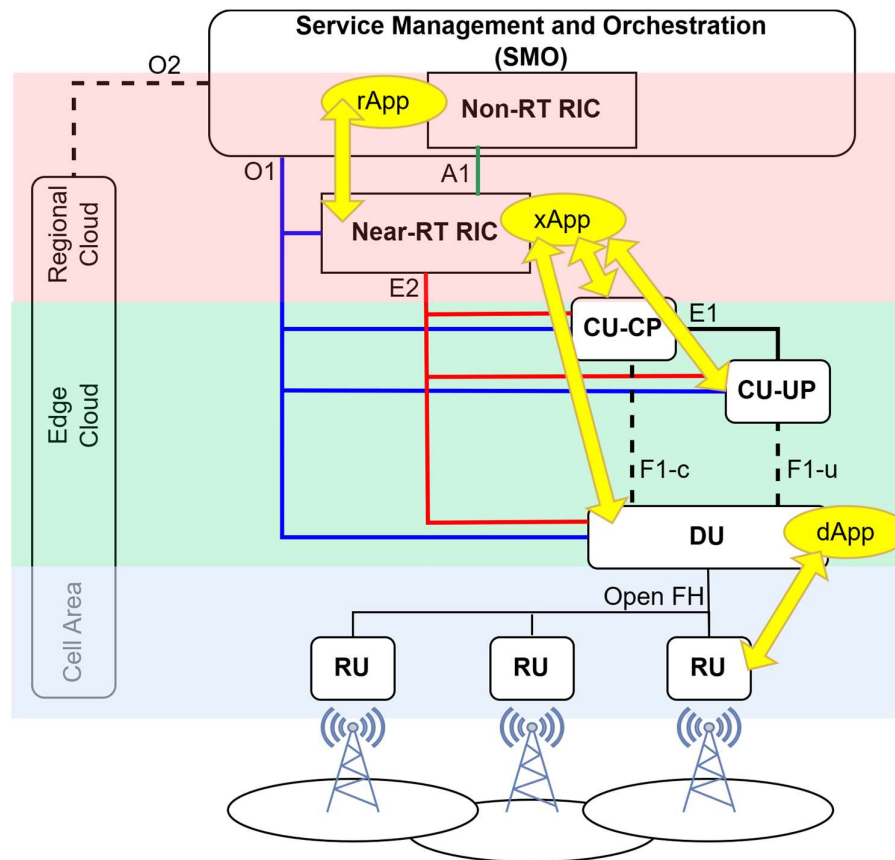 Service Management and Orchestration
(SMO)
O2
rApp
Non-RT RIC
O1
A1
Regional
Cloud
Near-RT RIC
xApp
E2
CU-CP
E1
CU-UP
Edge
Cloud
F1-c
F1-u
DU
dApp
Open FH
Cell Area
RU
RU
RU